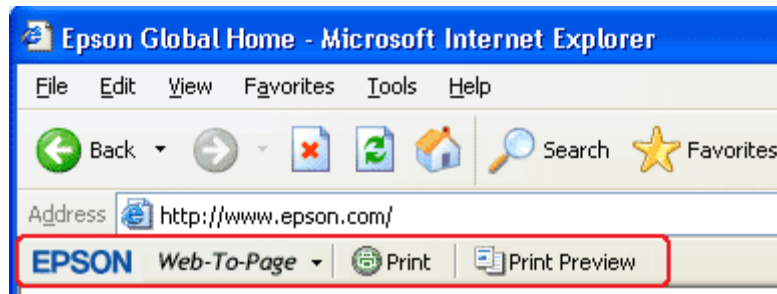 Epson Global Home - Microsoft Internet Explorer
File Edit View Favorites Tools Help
Back Search Favorites
Address http://www.epson.com/
EPSON Web-To-Page Print Print Preview